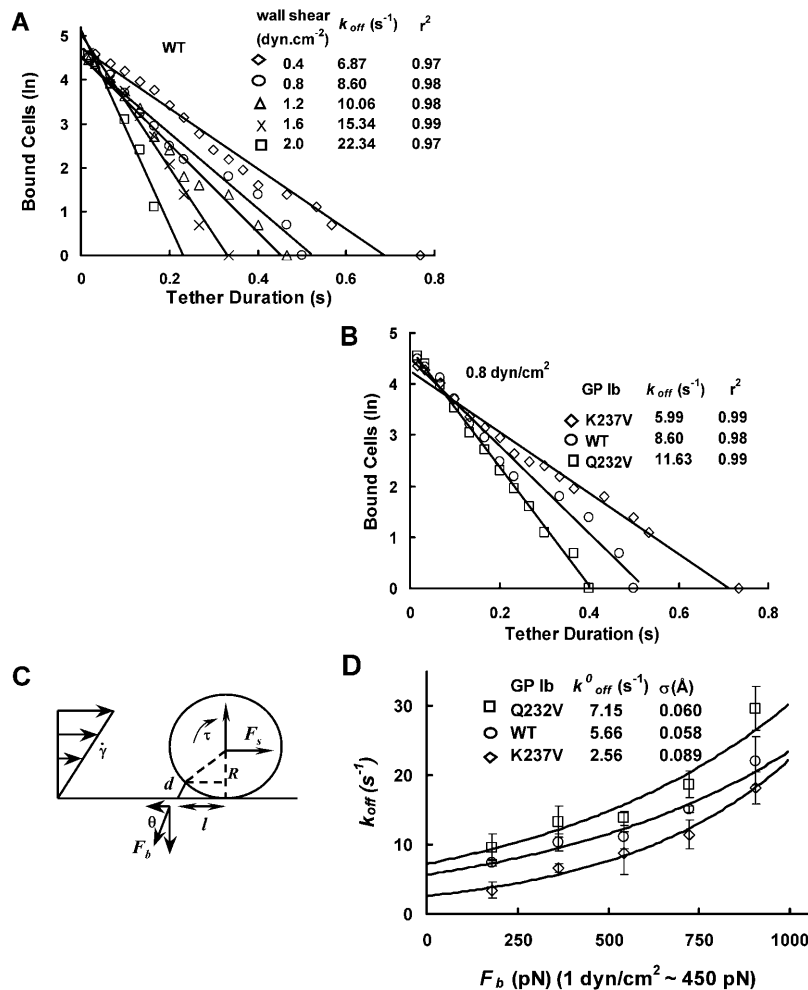 A
WT
wall shear (dyn.cm⁻²) k off (s⁻¹) r²
0.4 6.87 0.97
0.8 8.60 0.98
1.2 10.06 0.98
1.6 15.34 0.99
2.0 22.34 0.97
5
4
3
2
1
0
Bound Cells (ln)
0 0.2 0.4 0.6 0.8
Tether Duration (s)
B
0.8 dyn/cm²
GP Ib k off (s⁻¹) r²
K237V 5.99 0.99
WT 8.60 0.98
Q232V 11.63 0.99
5
4
3
2
1
0
Bound Cells (ln)
0 0.2 0.4 0.6 0.8
Tether Duration (s)
C
γ̇
τ
F s
d
R
θ
l
F b
D
GP Ib k⁰ off (s⁻¹) σ(Å)
Q232V 7.15 0.060
WT 5.66 0.058
K237V 2.56 0.089
30
20
10
0
k off (s⁻¹)
0 250 500 750 1000
F b (pN) (1 dyn/cm² ~ 450 pN)